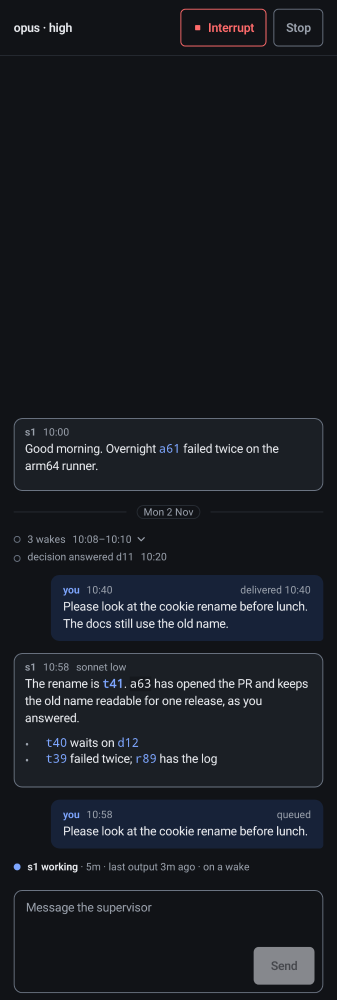 opus · high
Interrupt
Stop
s1 10:00
Good morning. Overnight a61 failed twice on the
arm64 runner.
Mon 2 Nov
3 wakes 10:08–10:10
decision answered d11 10:20
you 10:40 delivered 10:40
Please look at the cookie rename before lunch.
The docs still use the old name.
s1 10:58 sonnet low
The rename is t41. a63 has opened the PR and keeps
the old name readable for one release, as you
answered.
• t40 waits on d12
• t39 failed twice; r89 has the log
you 10:58 queued
Please look at the cookie rename before lunch.
s1 working · 5m · last output 3m ago · on a wake
Message the supervisor
Send